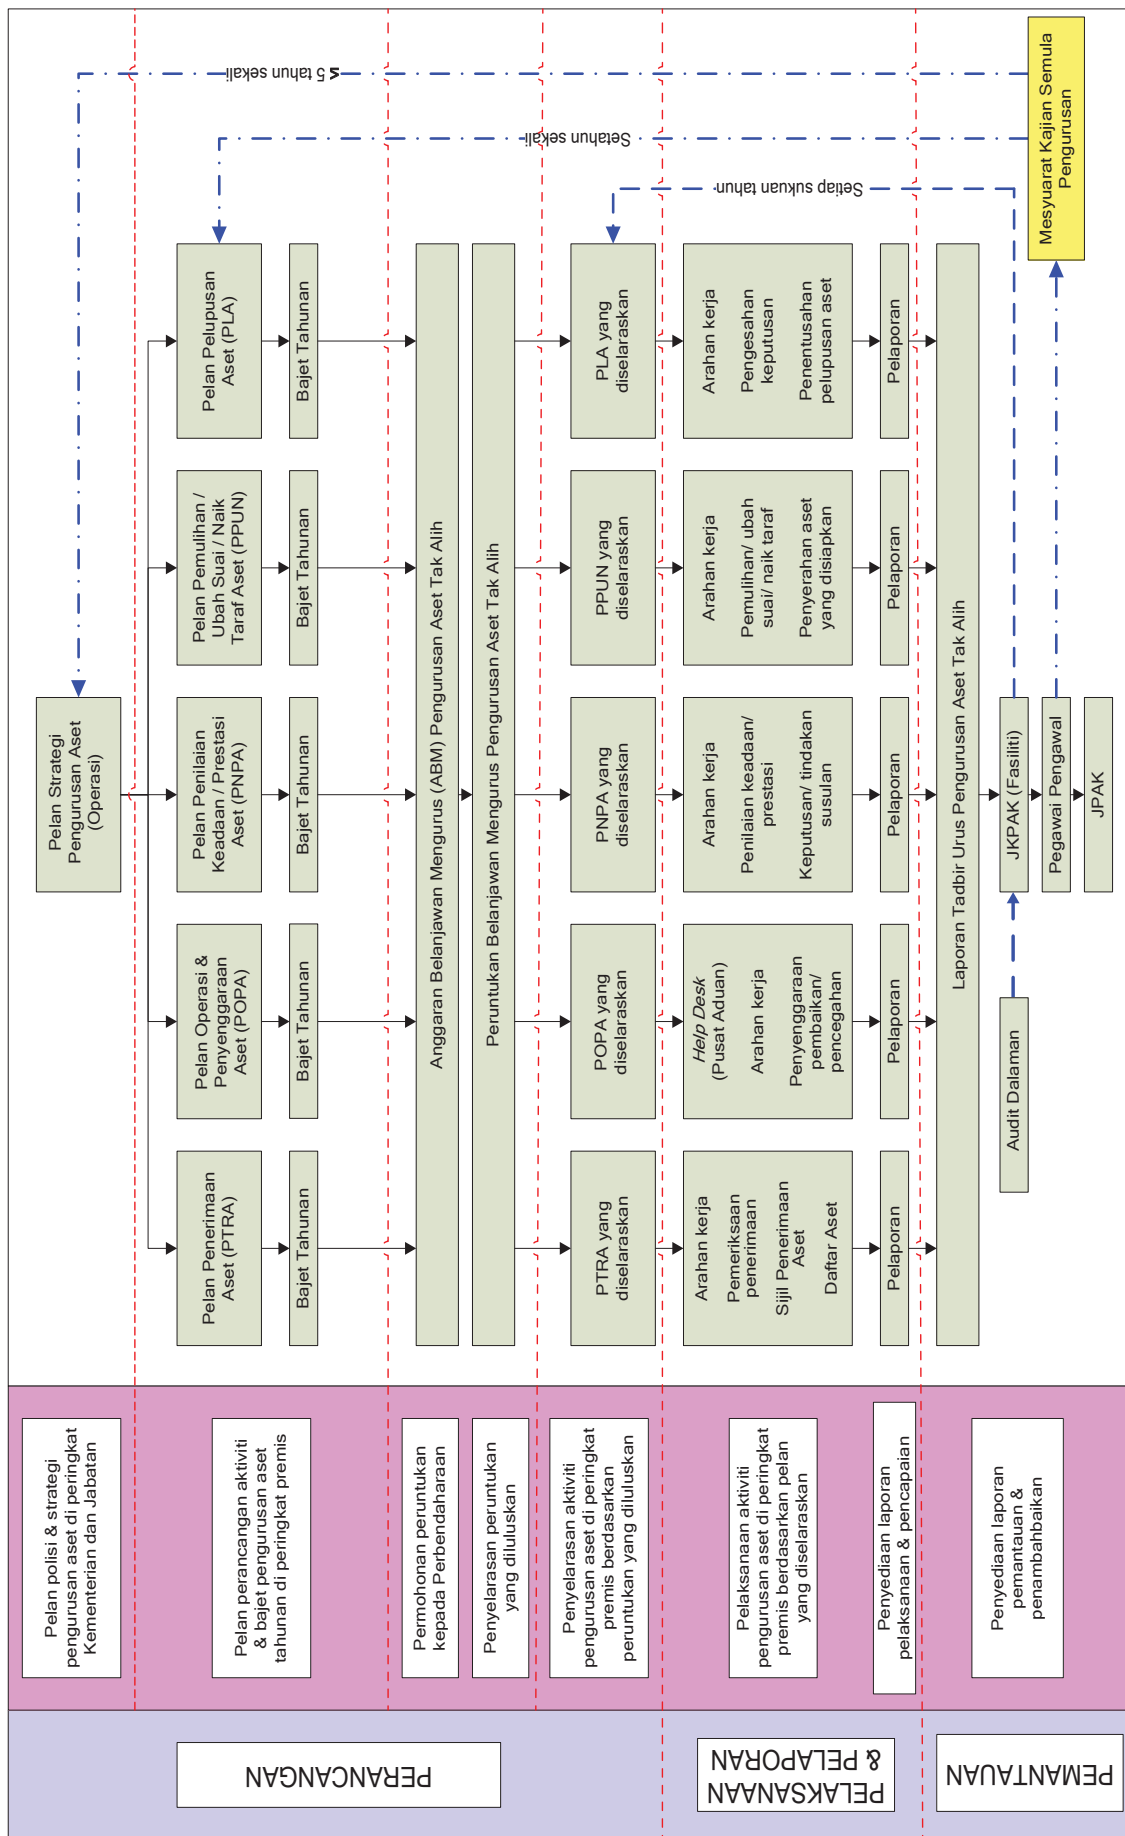 PERANCANGAN
PELAKSANAAN
& PELAPORAN
PEMANTAUAN
Pelan polisi & strategi
pengurusan aset di peringkat
Kementerian dan Jabatan
Pelan perancangan aktiviti
& bajet pengurusan aset
tahunan di peringkat premis
Permohonan peruntukan
kepada Perbendaharaan
Penyelarasan peruntukan
yang diluluskan
Penyelarasan aktiviti
pengurusan aset di peringkat
premis berdasarkan
peruntukan yang diluluskan
Pelaksanaan aktiviti
pengurusan aset di peringkat
premis berdasarkan pelan
yang diselaraskan
Penyediaan laporan
pelaksanaan & pencapaian
Penyediaan laporan
pemantauan &
penambahbaikan
Pelan Strategi
Pengurusan Aset
(Operasi)
≤ 5 tahun sekali
Setahun sekali
Setiap sukuan tahun
Pelan Penerimaan
Aset (PTRA)
Pelan Operasi &
Penyenggaraan
Aset (POPA)
Pelan Penilaian
Keadaan / Prestasi
Aset (PNPA)
Pelan Pemulihan /
Ubah Suai / Naik
Taraf Aset (PPUN)
Pelan Pelupusan
Aset (PLA)
Bajet Tahunan
Bajet Tahunan
Bajet Tahunan
Bajet Tahunan
Bajet Tahunan
Anggaran Belanjawan Mengurus (ABM) Pengurusan Aset Tak Alih
Peruntukan Belanjawan Mengurus Pengurusan Aset Tak Alih
PTRA yang
diselaraskan
POPA yang
diselaraskan
PNPA yang
diselaraskan
PPUN yang
diselaraskan
PLA yang
diselaraskan
Arahan kerja
Pemeriksaan
penerimaan
Sijil Penerimaan
Aset
Daftar Aset
Help Desk
(Pusat Aduan)
Arahan kerja
Penyenggaraan
pembaikan/
pencegahan
Arahan kerja
Penilaian keadaan/
prestasi
Keputusan/ tindakan
susulan
Arahan kerja
Pemulihan/ ubah
suai/ naik taraf
Penyerahan aset
yang disiapkan
Arahan kerja
Pengesahan
keputusan
Penentusahan
pelupusan aset
Pelaporan
Pelaporan
Pelaporan
Pelaporan
Pelaporan
Laporan Tadbir Urus Pengurusan Aset Tak Alih
Audit Dalaman
JKPAK (Fasiliti)
Pegawai Pengawal
JPAK
Mesyuarat Kajian Semula
Pengurusan